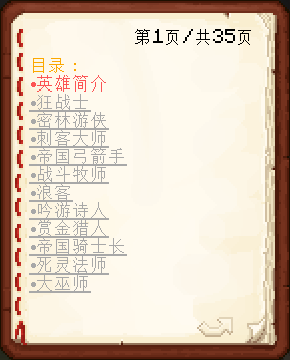 第1页/共35页
目录：
•英雄简介
•狂战士
•密林游侠
•刺客大师
•帝国弓箭手
•战斗牧师
•浪客
•吟游诗人
•赏金猎人
•帝国骑士长
•死灵法师
•大巫师